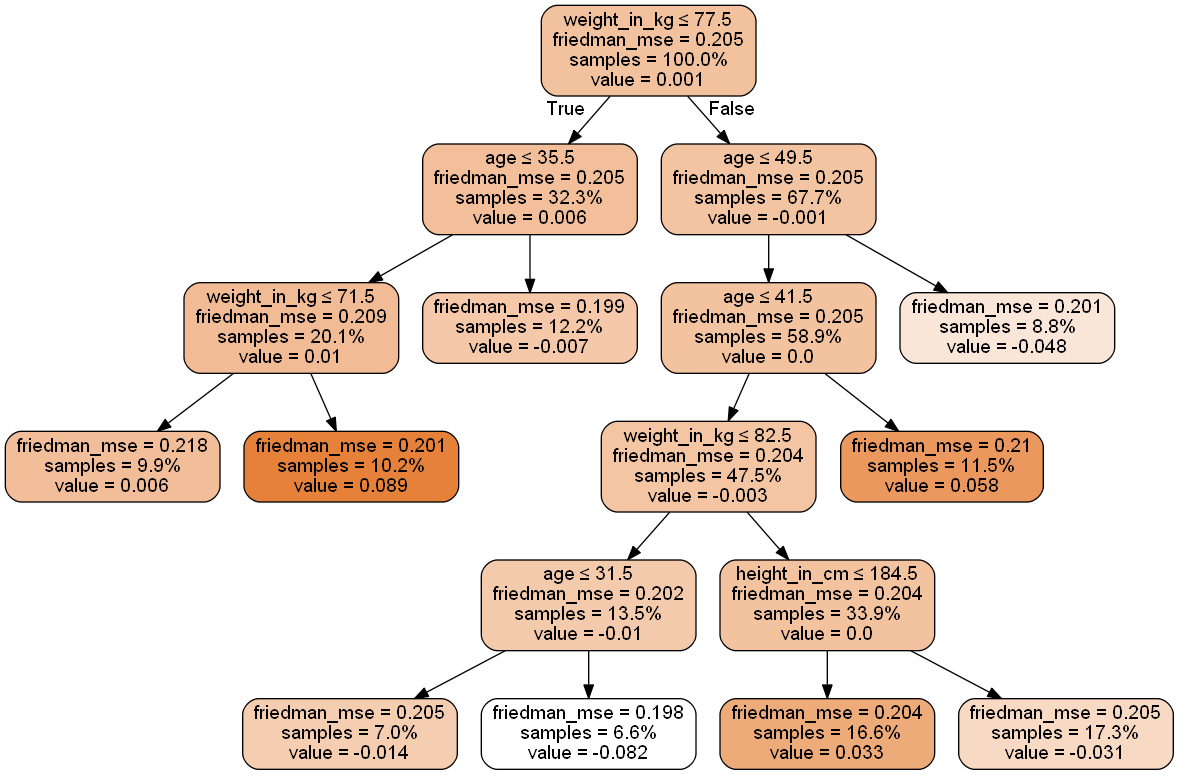 weight_in_kg ≤ 77.5
friedman_mse = 0.205
samples = 100.0%
value = 0.001
True
False
age ≤ 35.5
friedman_mse = 0.205
samples = 32.3%
value = 0.006
age ≤ 49.5
friedman_mse = 0.205
samples = 67.7%
value = -0.001
weight_in_kg ≤ 71.5
friedman_mse = 0.209
samples = 20.1%
value = 0.01
friedman_mse = 0.199
samples = 12.2%
value = -0.007
age ≤ 41.5
friedman_mse = 0.205
samples = 58.9%
value = 0.0
friedman_mse = 0.201
samples = 8.8%
value = -0.048
friedman_mse = 0.218
samples = 9.9%
value = 0.006
friedman_mse = 0.201
samples = 10.2%
value = 0.089
weight_in_kg ≤ 82.5
friedman_mse = 0.204
samples = 47.5%
value = -0.003
friedman_mse = 0.21
samples = 11.5%
value = 0.058
age ≤ 31.5
friedman_mse = 0.202
samples = 13.5%
value = -0.01
height_in_cm ≤ 184.5
friedman_mse = 0.204
samples = 33.9%
value = 0.0
friedman_mse = 0.205
samples = 7.0%
value = -0.014
friedman_mse = 0.198
samples = 6.6%
value = -0.082
friedman_mse = 0.204
samples = 16.6%
value = 0.033
friedman_mse = 0.205
samples = 17.3%
value = -0.031